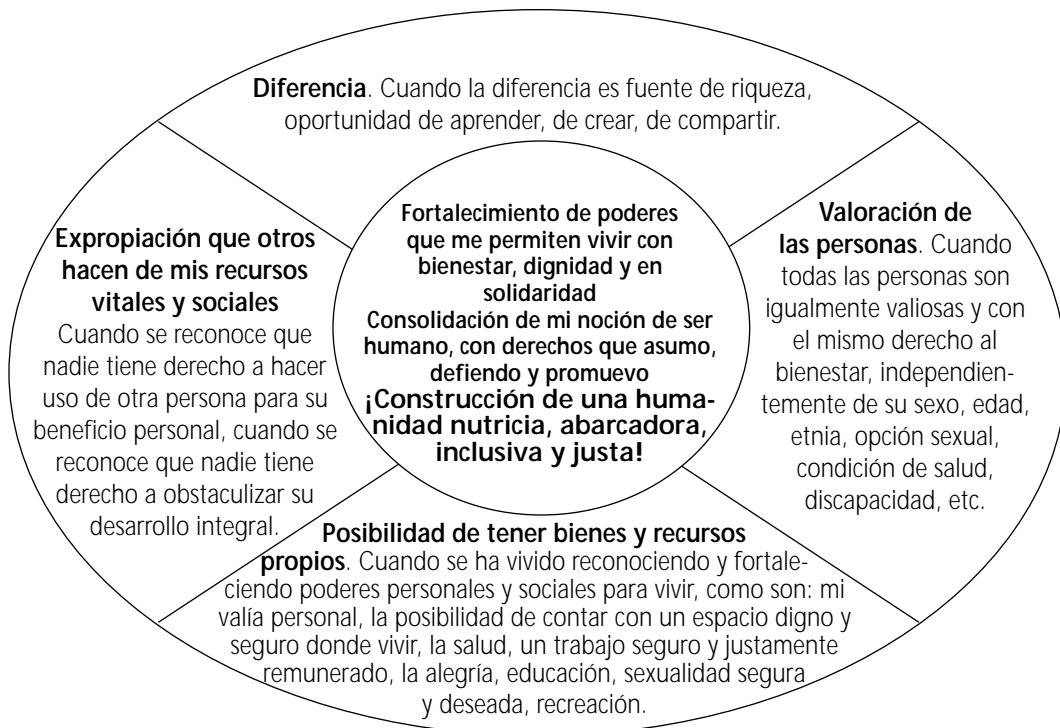 Diferencia. Cuando la diferencia es fuente de riqueza,
oportunidad de aprender, de crear, de compartir.
Expropiación que otros
hacen de mis recursos
vitales y sociales
Cuando se reconoce que
nadie tiene derecho a hacer
uso de otra persona para su
beneficio personal, cuando se
reconoce que nadie tiene
derecho a obstaculizar su
desarrollo integral.
Fortalecimiento de poderes
que me permiten vivir con
bienestar, dignidad y en
solidaridad
Consolidación de mi noción de ser
humano, con derechos que asumo,
defiendo y promuevo
¡Construcción de una huma-
nidad nutricia, abarcadora,
inclusiva y justa!
Valoración de
las personas. Cuando
todas las personas son
igualmente valiosas y con
el mismo derecho al
bienestar, independien-
temente de su sexo, edad,
etnia, opción sexual,
condición de salud,
discapacidad, etc.
Posibilidad de tener bienes y recursos
propios. Cuando se ha vivido reconociendo y fortale-
ciendo poderes personales y sociales para vivir, como son: mi
valía personal, la posibilidad de contar con un espacio digno y
seguro donde vivir, la salud, un trabajo seguro y justamente
remunerado, la alegría, educación, sexualidad segura
y deseada, recreación.